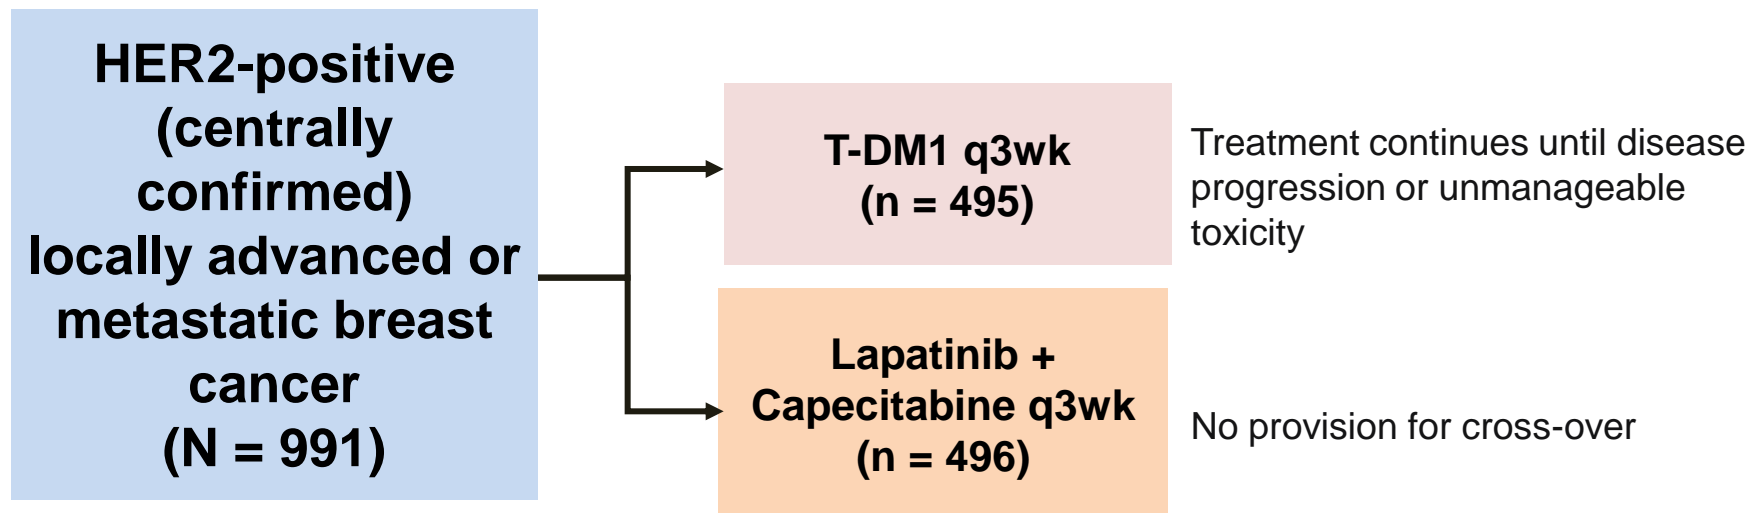 HER2-positive
(centrally
confirmed)
locally advanced or
metastatic breast
cancer
(N = 991)
T-DM1 q3wk
(n = 495)
Treatment continues until disease
progression or unmanageable
toxicity
Lapatinib +
Capecitabine q3wk
(n = 496)
No provision for cross-over